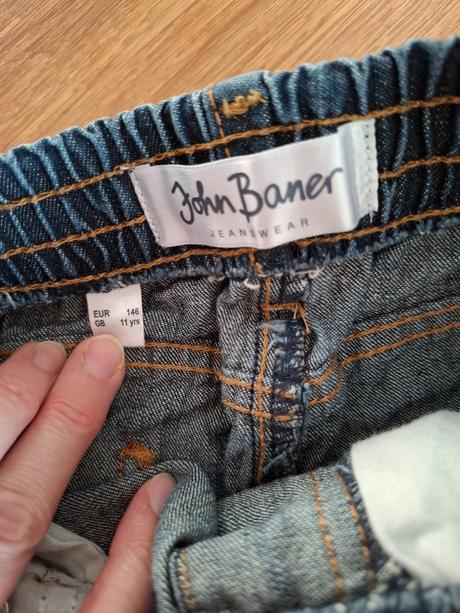 John Baner
JEANSWEAR
EUR 146
GB 11 yrs